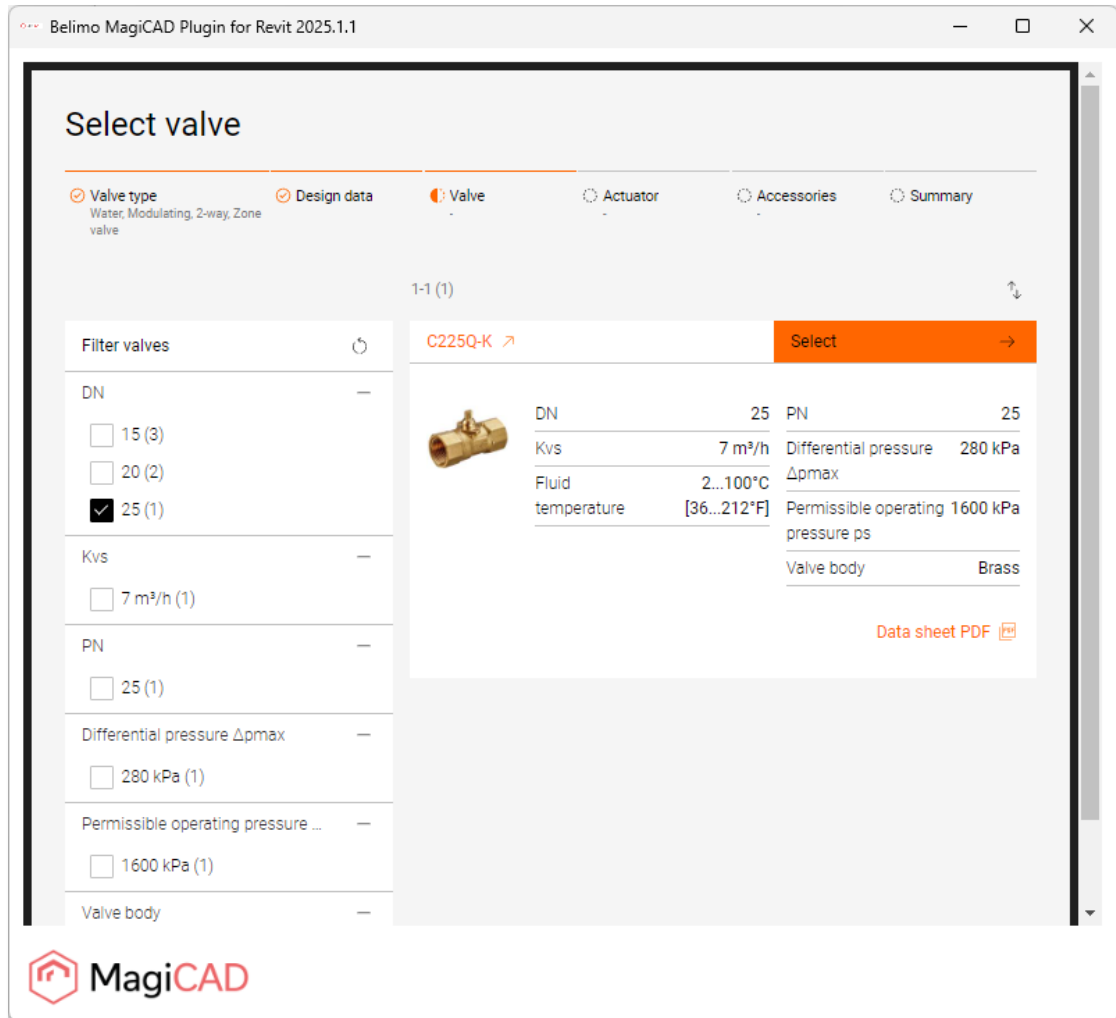 Belimo MagiCAD Plugin for Revit 2025.1.1
Select valve
Valve type
Water, Modulating, 2-way, Zone
valve
Design data
Valve
-
Actuator
-
Accessories
-
Summary
1-1 (1)
Filter valves
DN
15 (3)
20 (2)
25 (1)
Kvs
7 m³/h (1)
PN
25 (1)
Differential pressure Δpmax
280 kPa (1)
Permissible operating pressure ...
1600 kPa (1)
Valve body
C225Q-K
Select
DN 25
Kvs 7 m³/h
Fluid 2...100°C
temperature [36...212°F]
PN 25
Differential pressure 280 kPa
Δpmax
Permissible operating 1600 kPa
pressure ps
Valve body Brass
Data sheet PDF
MagiCAD